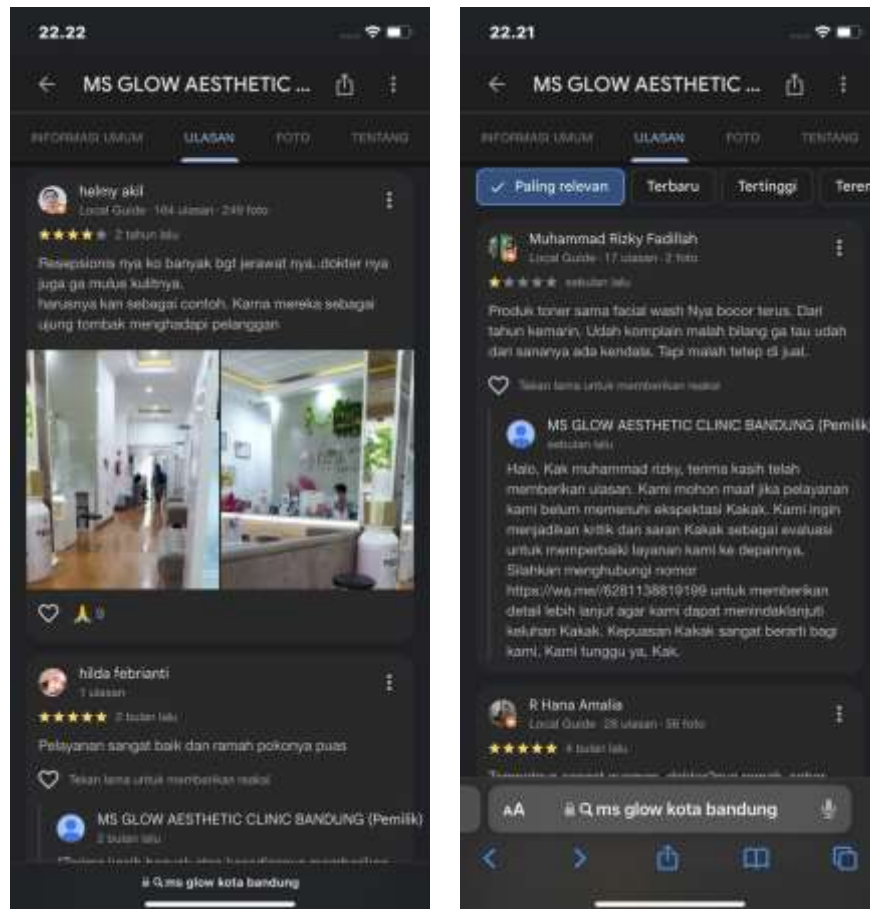 22.22
MS GLOW AESTHETIC ...
INFORMASI UMUM ULASAN FOTO TENTANG
helmy akil
Local Guide · 164 ulasan · 249 foto
2 tahun lalu
Resepsionis nya ko banyak bgt jerawat nya..dokter nya
juga ga mulus kulitnya.
harusnya kan sebagai contoh. Karna mereka sebagai
ujung tombak menghadapi pelanggan
hilda febrianti
1 ulasan
2 bulan lalu
Pelayanan sangat baik dan ramah pokonya puas
Tekan lama untuk memberikan reaksi
MS GLOW AESTHETIC CLINIC BANDUNG (Pemilik)
2 bulan lalu
ms glow kota bandung
22.21
MS GLOW AESTHETIC ...
INFORMASI UMUM ULASAN FOTO TENTANG
Paling relevan Terbaru Tertinggi Teren
Muhammad Rizky Fadillah
Local Guide · 17 ulasan · 2 foto
sebulan lalu
Produk toner sama facial wash Nya bocor terus. Dari
tahun kemarin. Udah komplain malah bilang ga tau udah
dari sananya ada kendala. Tapi malah tetep di jual.
Tekan lama untuk memberikan reaksi
MS GLOW AESTHETIC CLINIC BANDUNG (Pemilik
sebulan lalu
Halo, Kak muhammad rizky, terima kasih telah
memberikan ulasan. Kami mohon maaf jika pelayanan
kami belum memenuhi ekspektasi Kakak. Kami ingin
menjadikan kritik dan saran Kakak sebagai evaluasi
untuk memperbaiki layanan kami ke depannya.
Silahkan menghubungi nomor
https://wa.me//6281138819199 untuk memberikan
detail lebih lanjut agar kami dapat menindaklanjuti
keluhan Kakak. Kepuasan Kakak sangat berarti bagi
kami. Kami tunggu ya, Kak.
R Hana Amalia
Local Guide · 28 ulasan · 56 foto
4 bulan lalu
AA ms glow kota bandung